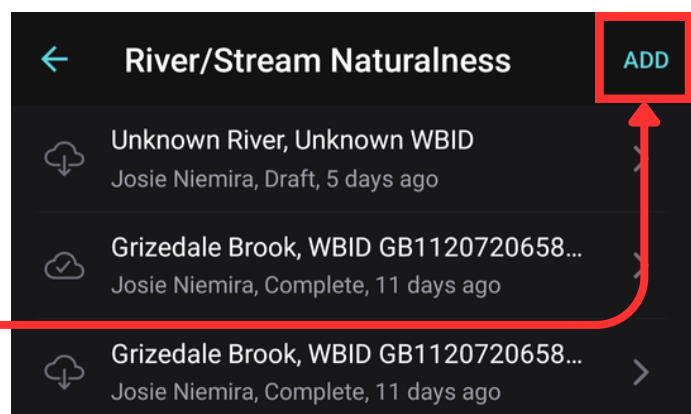 River/Stream Naturalness ADD
Unknown River, Unknown WBID
Josie Niemira, Draft, 5 days ago
Grizedale Brook, WBID GB1120720658...
Josie Niemira, Complete, 11 days ago
Grizedale Brook, WBID GB1120720658...
Josie Niemira, Complete, 11 days ago